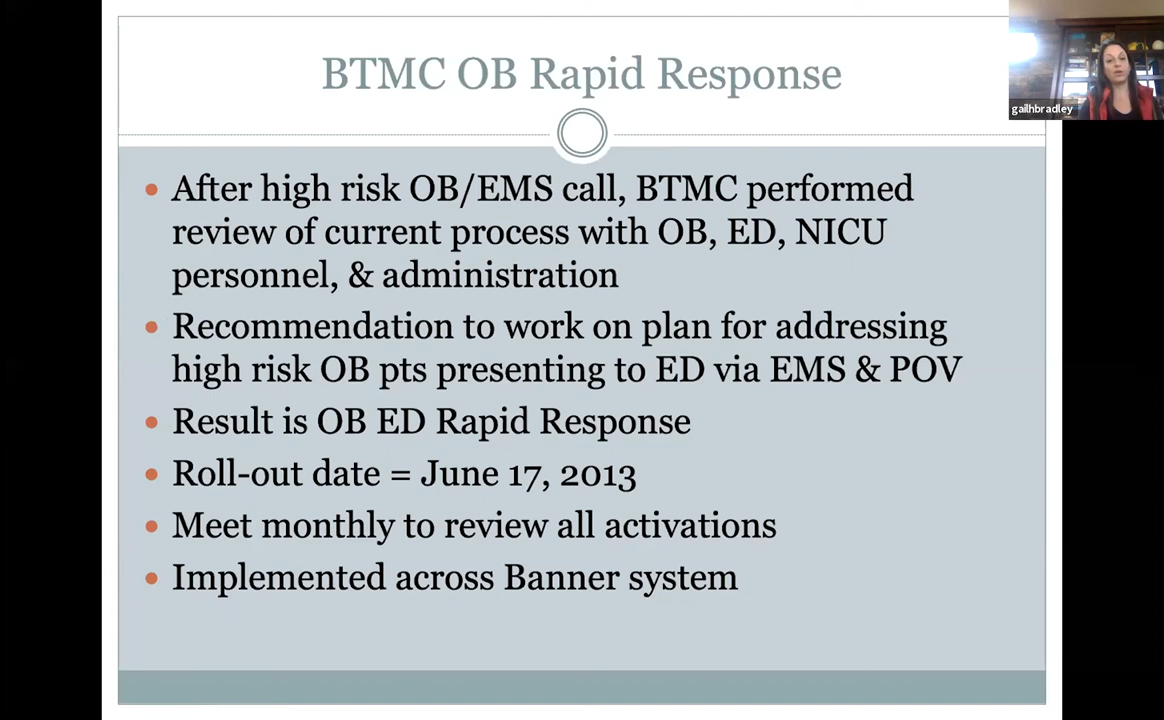 BTMC OB Rapid Response
gailhbradley
• After high risk OB/EMS call, BTMC performed
review of current process with OB, ED, NICU
personnel, & administration
• Recommendation to work on plan for addressing
high risk OB pts presenting to ED via EMS & POV
• Result is OB ED Rapid Response
• Roll-out date = June 17, 2013
• Meet monthly to review all activations
• Implemented across Banner system